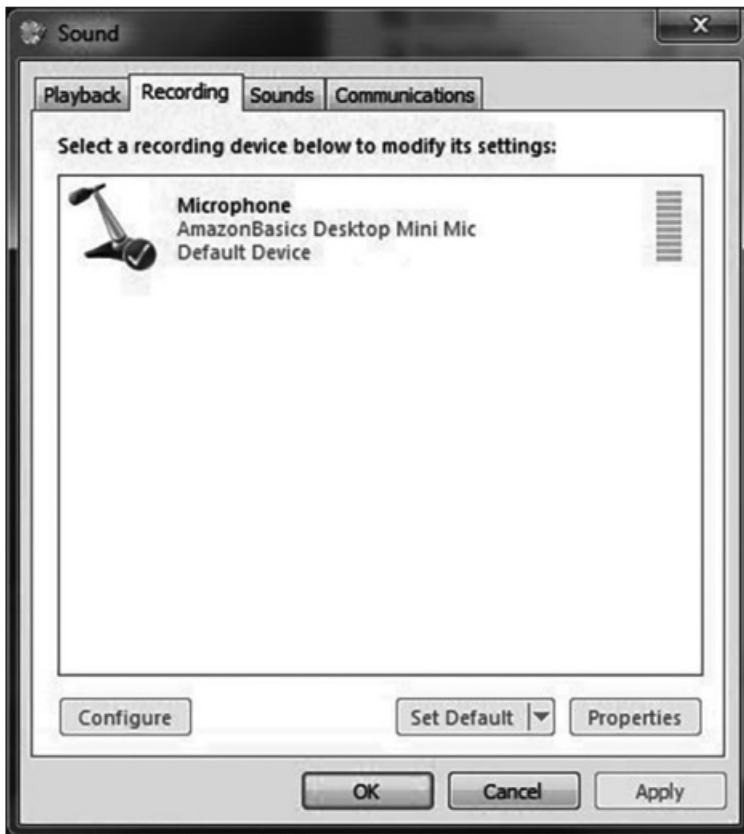 Sound
Playback Recording Sounds Communications
Select a recording device below to modify its settings:
Microphone
AmazonBasics Desktop Mini Mic
Default Device
Configure Set Default Properties
OK Cancel Apply